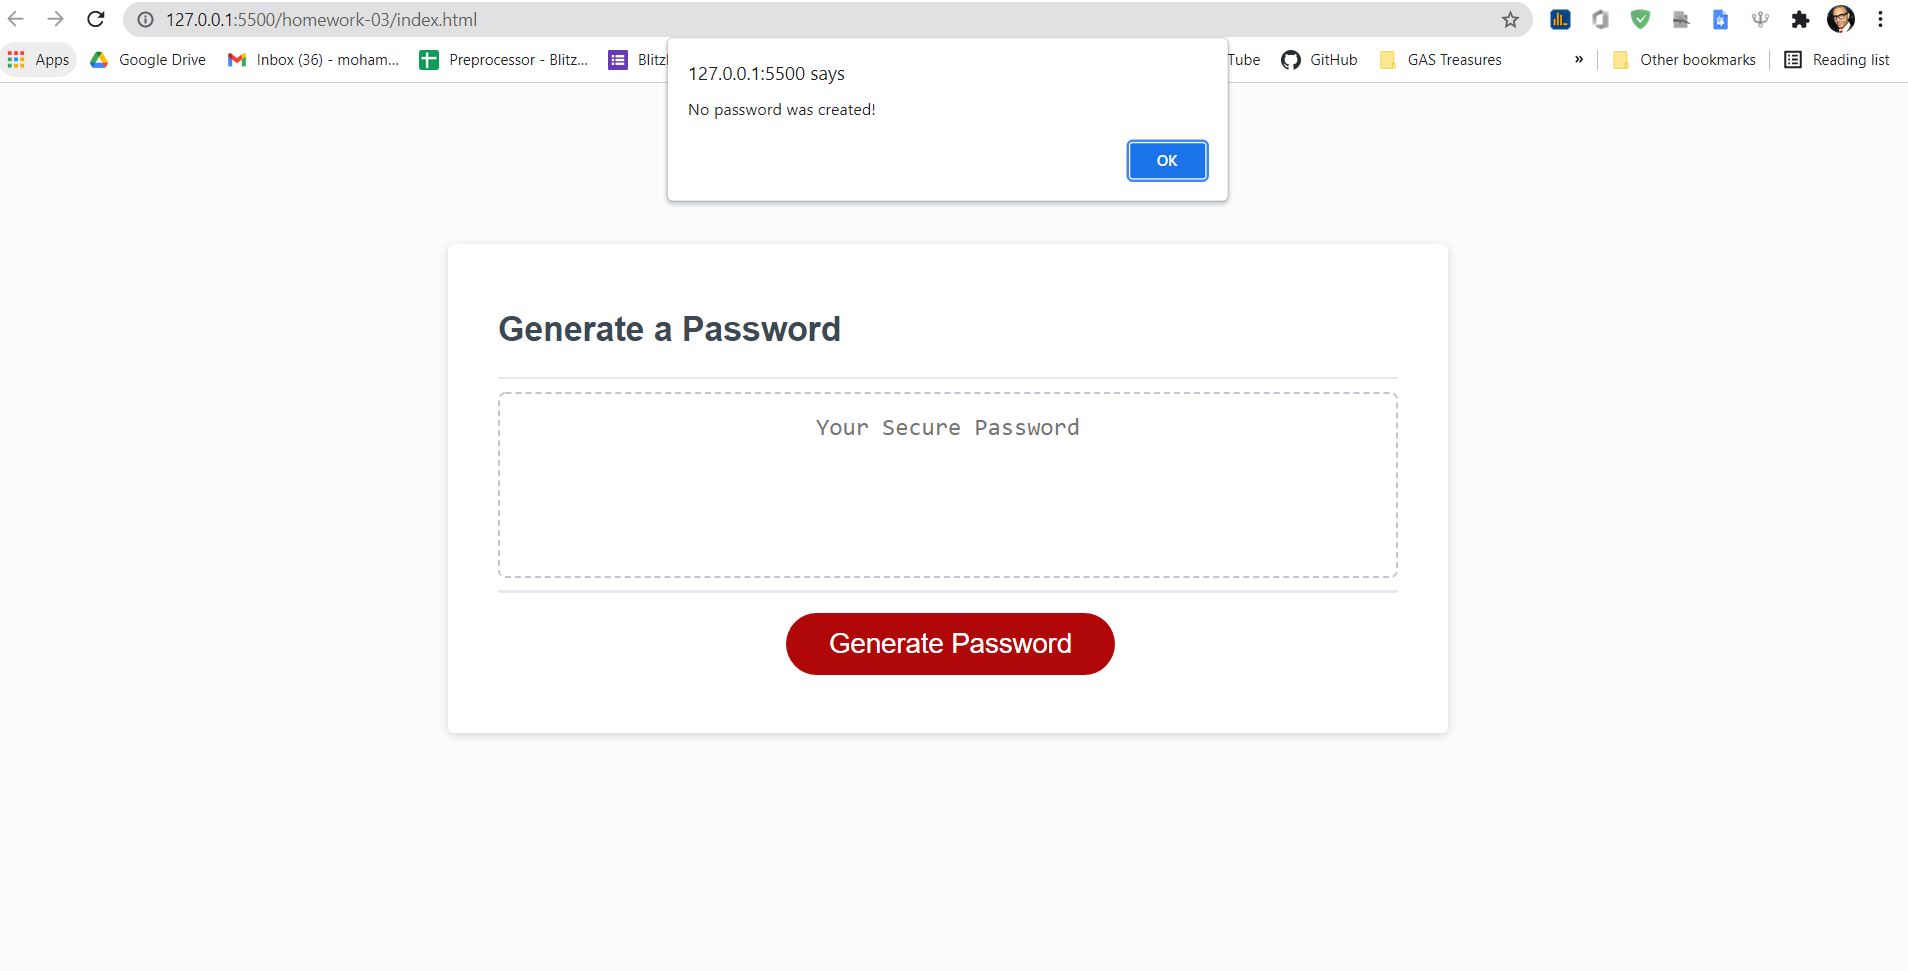 127.0.0.1:5500/homework-03/index.html
Apps Google Drive Inbox (36) - moham... Preprocessor - Blitz... Tube GitHub GAS Treasures » Other bookmarks Reading list
127.0.0.1:5500 says
No password was created!
OK
Generate a Password
Your Secure Password
Generate Password